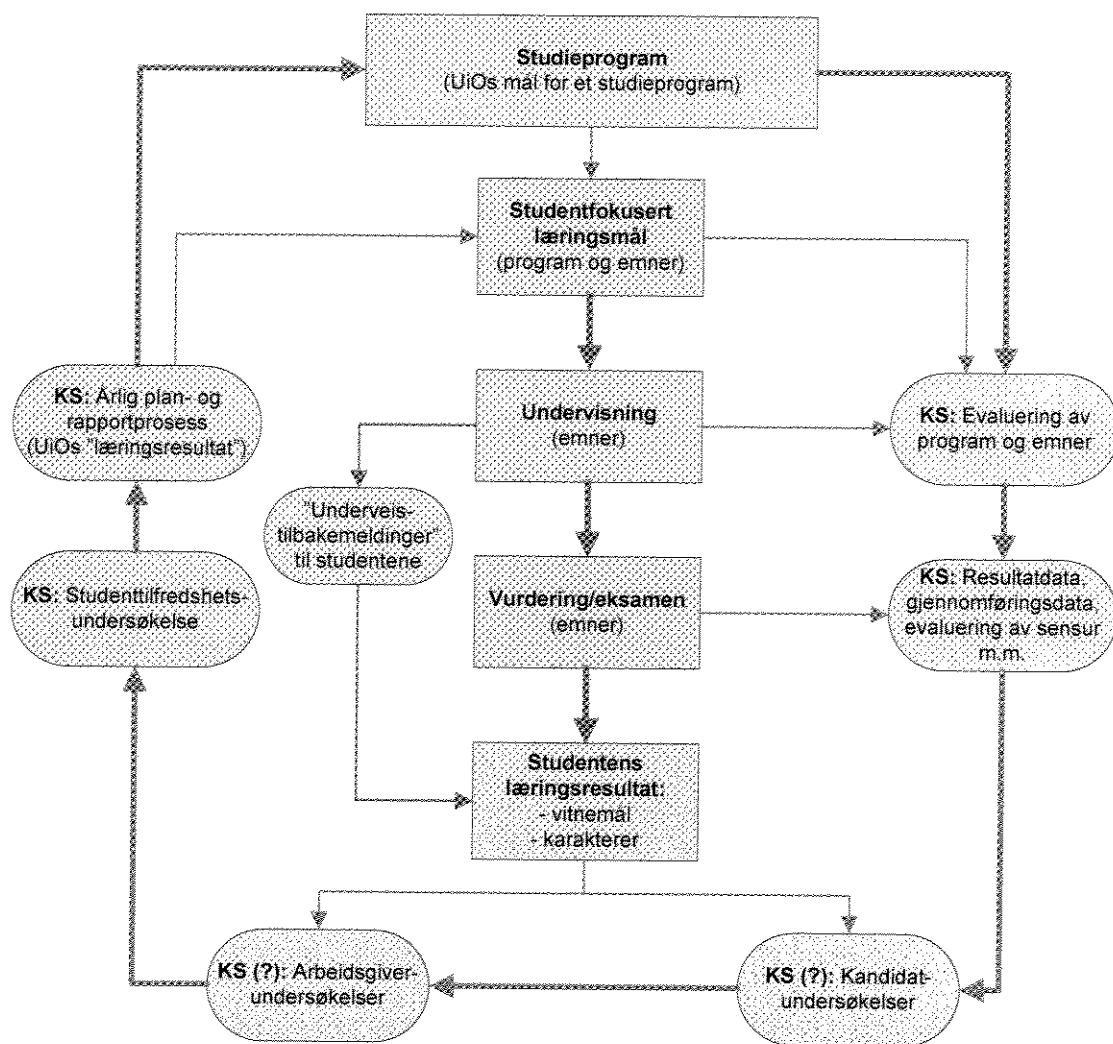 Studieprogram
(UiOs mål for et studieprogram)
Studentfokusert
læringsmål
(program og emner)
KS: Årlig plan- og
rapportprosess
(UiOs "læringsresultat")
Undervisning
(emner)
KS: Evaluering av
program og emner
"Underveis-
tilbakemeldinger"
til studentene
KS: Studenttilfredshets-
undersøkelse
Vurdering/eksamen
(emner)
KS: Resultatdata,
gjennomføringsdata,
evaluering av sensur
m.m.
Studentens
læringsresultat:
- vitnemål
- karakterer
KS (?): Arbeidsgiver-
undersøkelser
KS (?): Kandidat-
undersøkelser